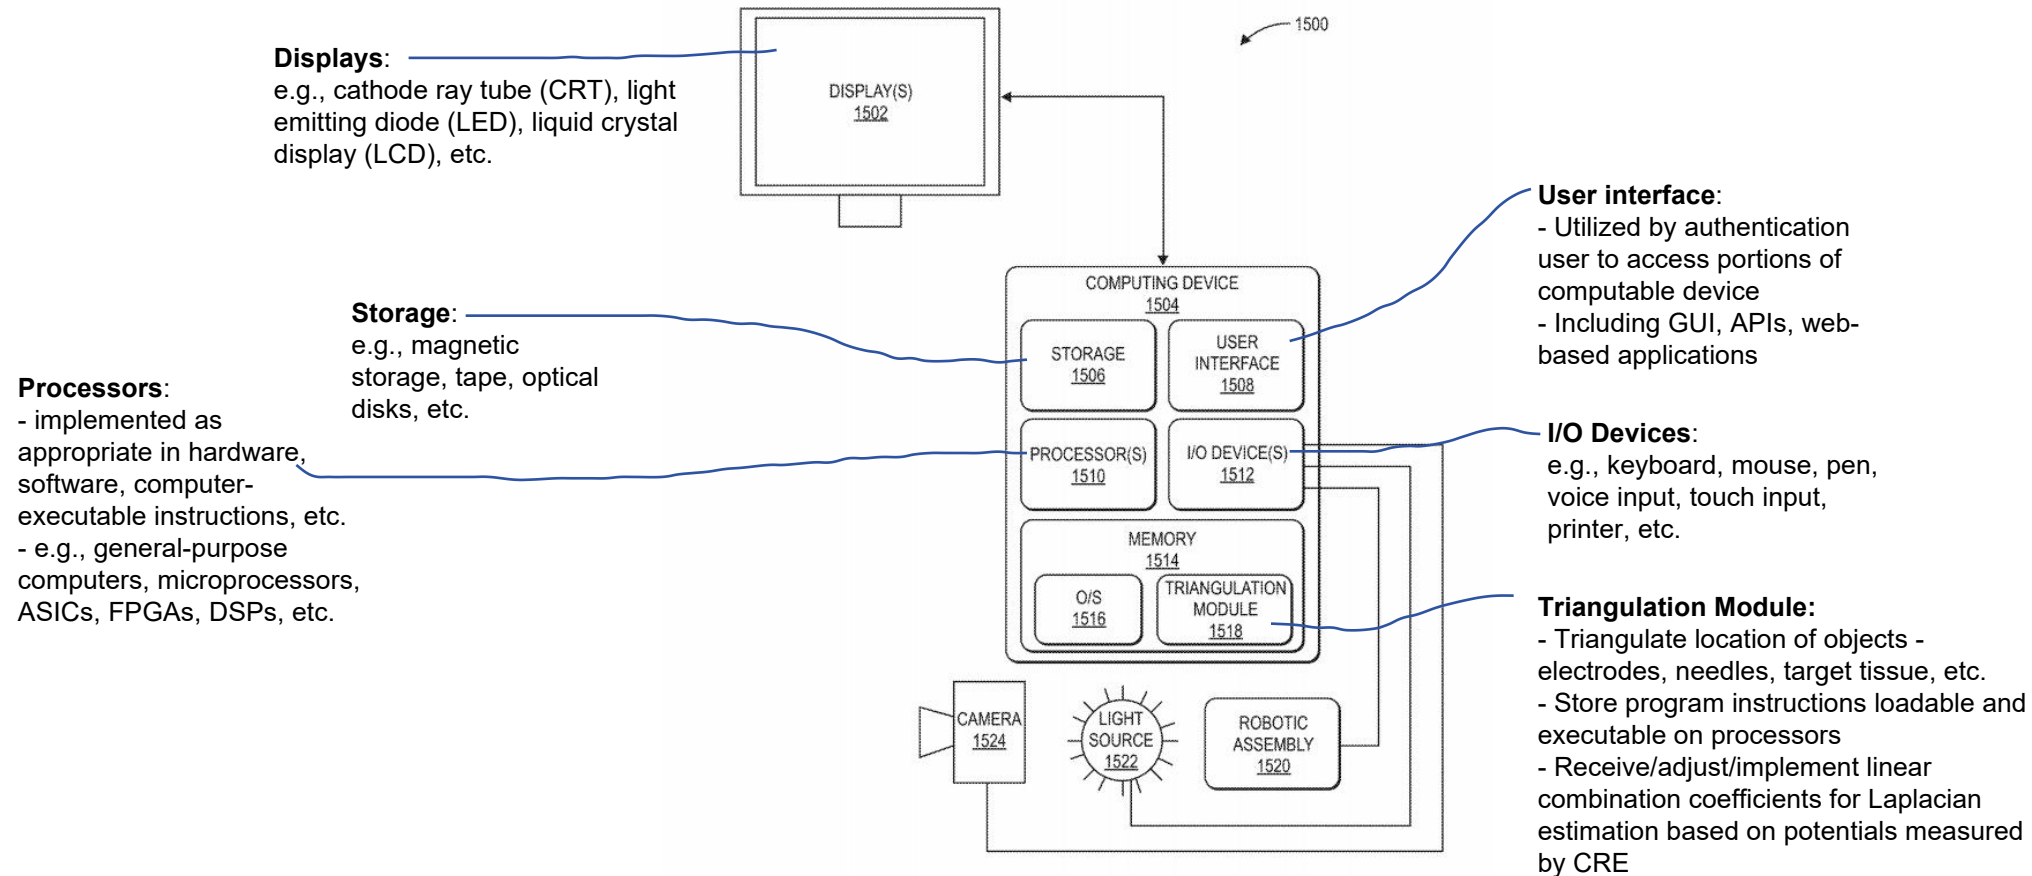 1500
Displays:
e.g., cathode ray tube (CRT), light
emitting diode (LED), liquid crystal
display (LCD), etc.
DISPLAY(S)
1502
User interface:
- Utilized by authentication
user to access portions of
computable device
- Including GUI, APIs, web-
based applications
Storage:
e.g., magnetic
storage, tape, optical
disks, etc.
COMPUTING DEVICE
1504
STORAGE
1506
USER
INTERFACE
1508
Processors:
- implemented as
appropriate in hardware,
software, computer-
executable instructions, etc.
- e.g., general-purpose
computers, microprocessors,
ASICs, FPGAs, DSPs, etc.
PROCESSOR(S)
1510
I/O DEVICE(S)
1512
I/O Devices:
e.g., keyboard, mouse, pen,
voice input, touch input,
printer, etc.
MEMORY
1514
O/S
1516
TRIANGULATION
MODULE
1518
Triangulation Module:
- Triangulate location of objects -
electrodes, needles, target tissue, etc.
- Store program instructions loadable and
executable on processors
- Receive/adjust/implement linear
combination coefficients for Laplacian
estimation based on potentials measured
by CRE
CAMERA
1524
LIGHT
SOURCE
1522
ROBOTIC
ASSEMBLY
1520